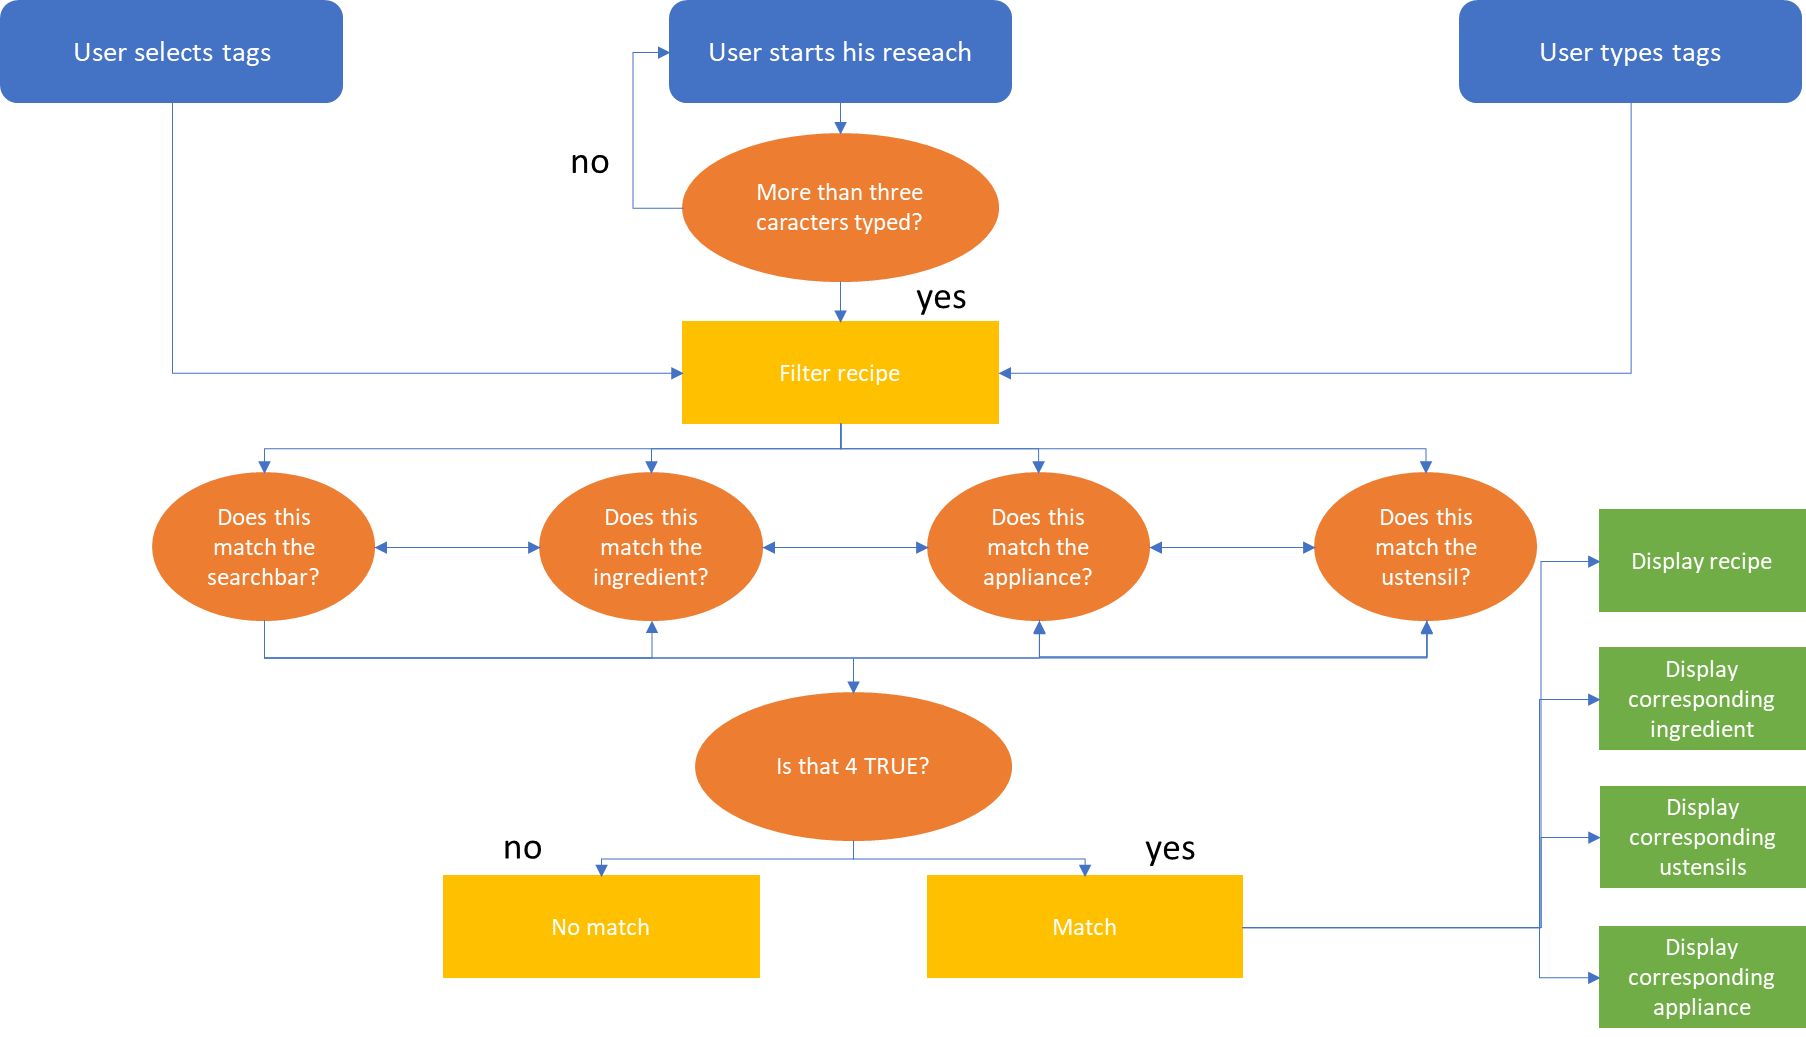 User selects tags
User starts his reseach
User types tags
no
More than three
caracters typed?
yes
Filter recipe
Does this
match the
searchbar?
Does this
match the
ingredient?
Does this
match the
appliance?
Does this
match the
ustensil?
Display recipe
Display
corresponding
ingredient
Is that 4 TRUE?
Display
corresponding
ustensils
no
yes
No match
Match
Display
corresponding
appliance